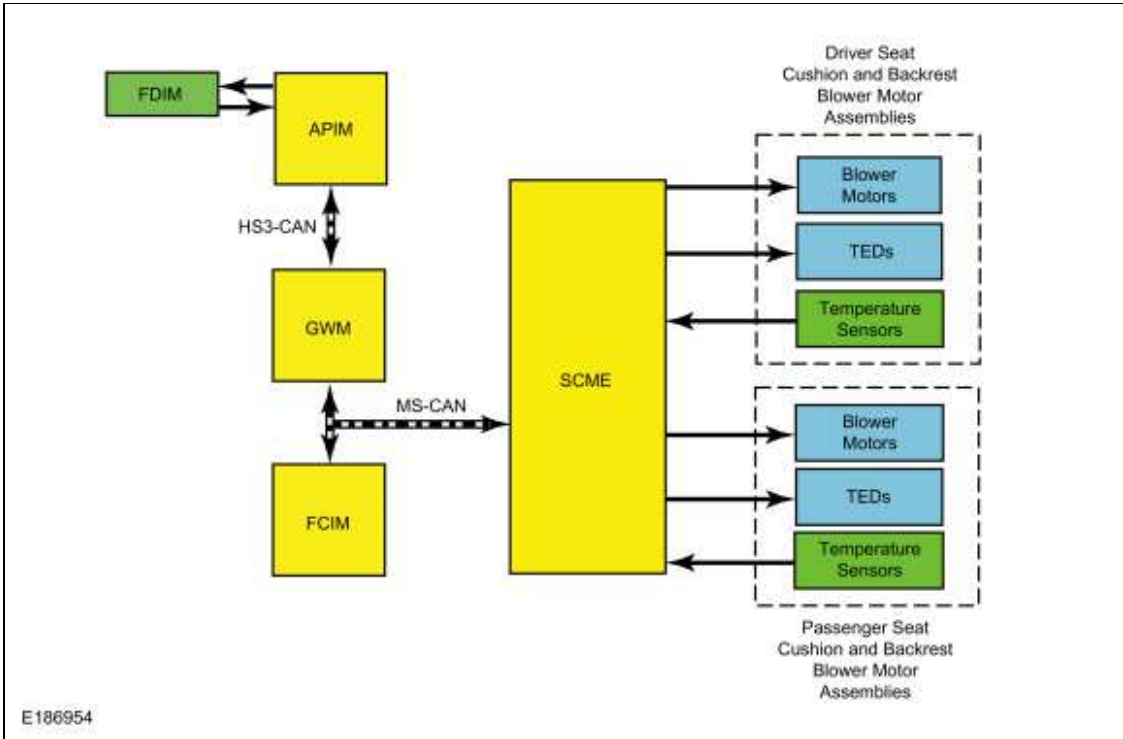 Driver Seat
Cushion and Backrest
Blower Motor
Assemblies
FDIM
APIM
HS3-CAN
GWM
MS-CAN
FCIM
SCME
Blower
Motors
TEDs
Temperature
Sensors
Blower
Motors
TEDs
Temperature
Sensors
Passenger Seat
Cushion and Backrest
Blower Motor
Assemblies
E186954